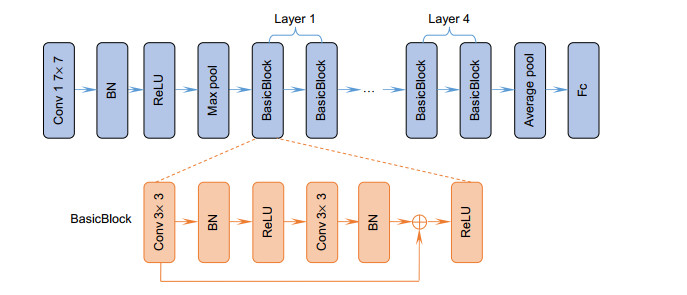 Layer 1
Layer 4
Conv 1 7× 7
BN
ReLU
Max pool
BasicBlock
BasicBlock
...
BasicBlock
BasicBlock
Average pool
Fc
BasicBlock
Conv 3× 3
BN
ReLU
Conv 3× 3
BN
ReLU